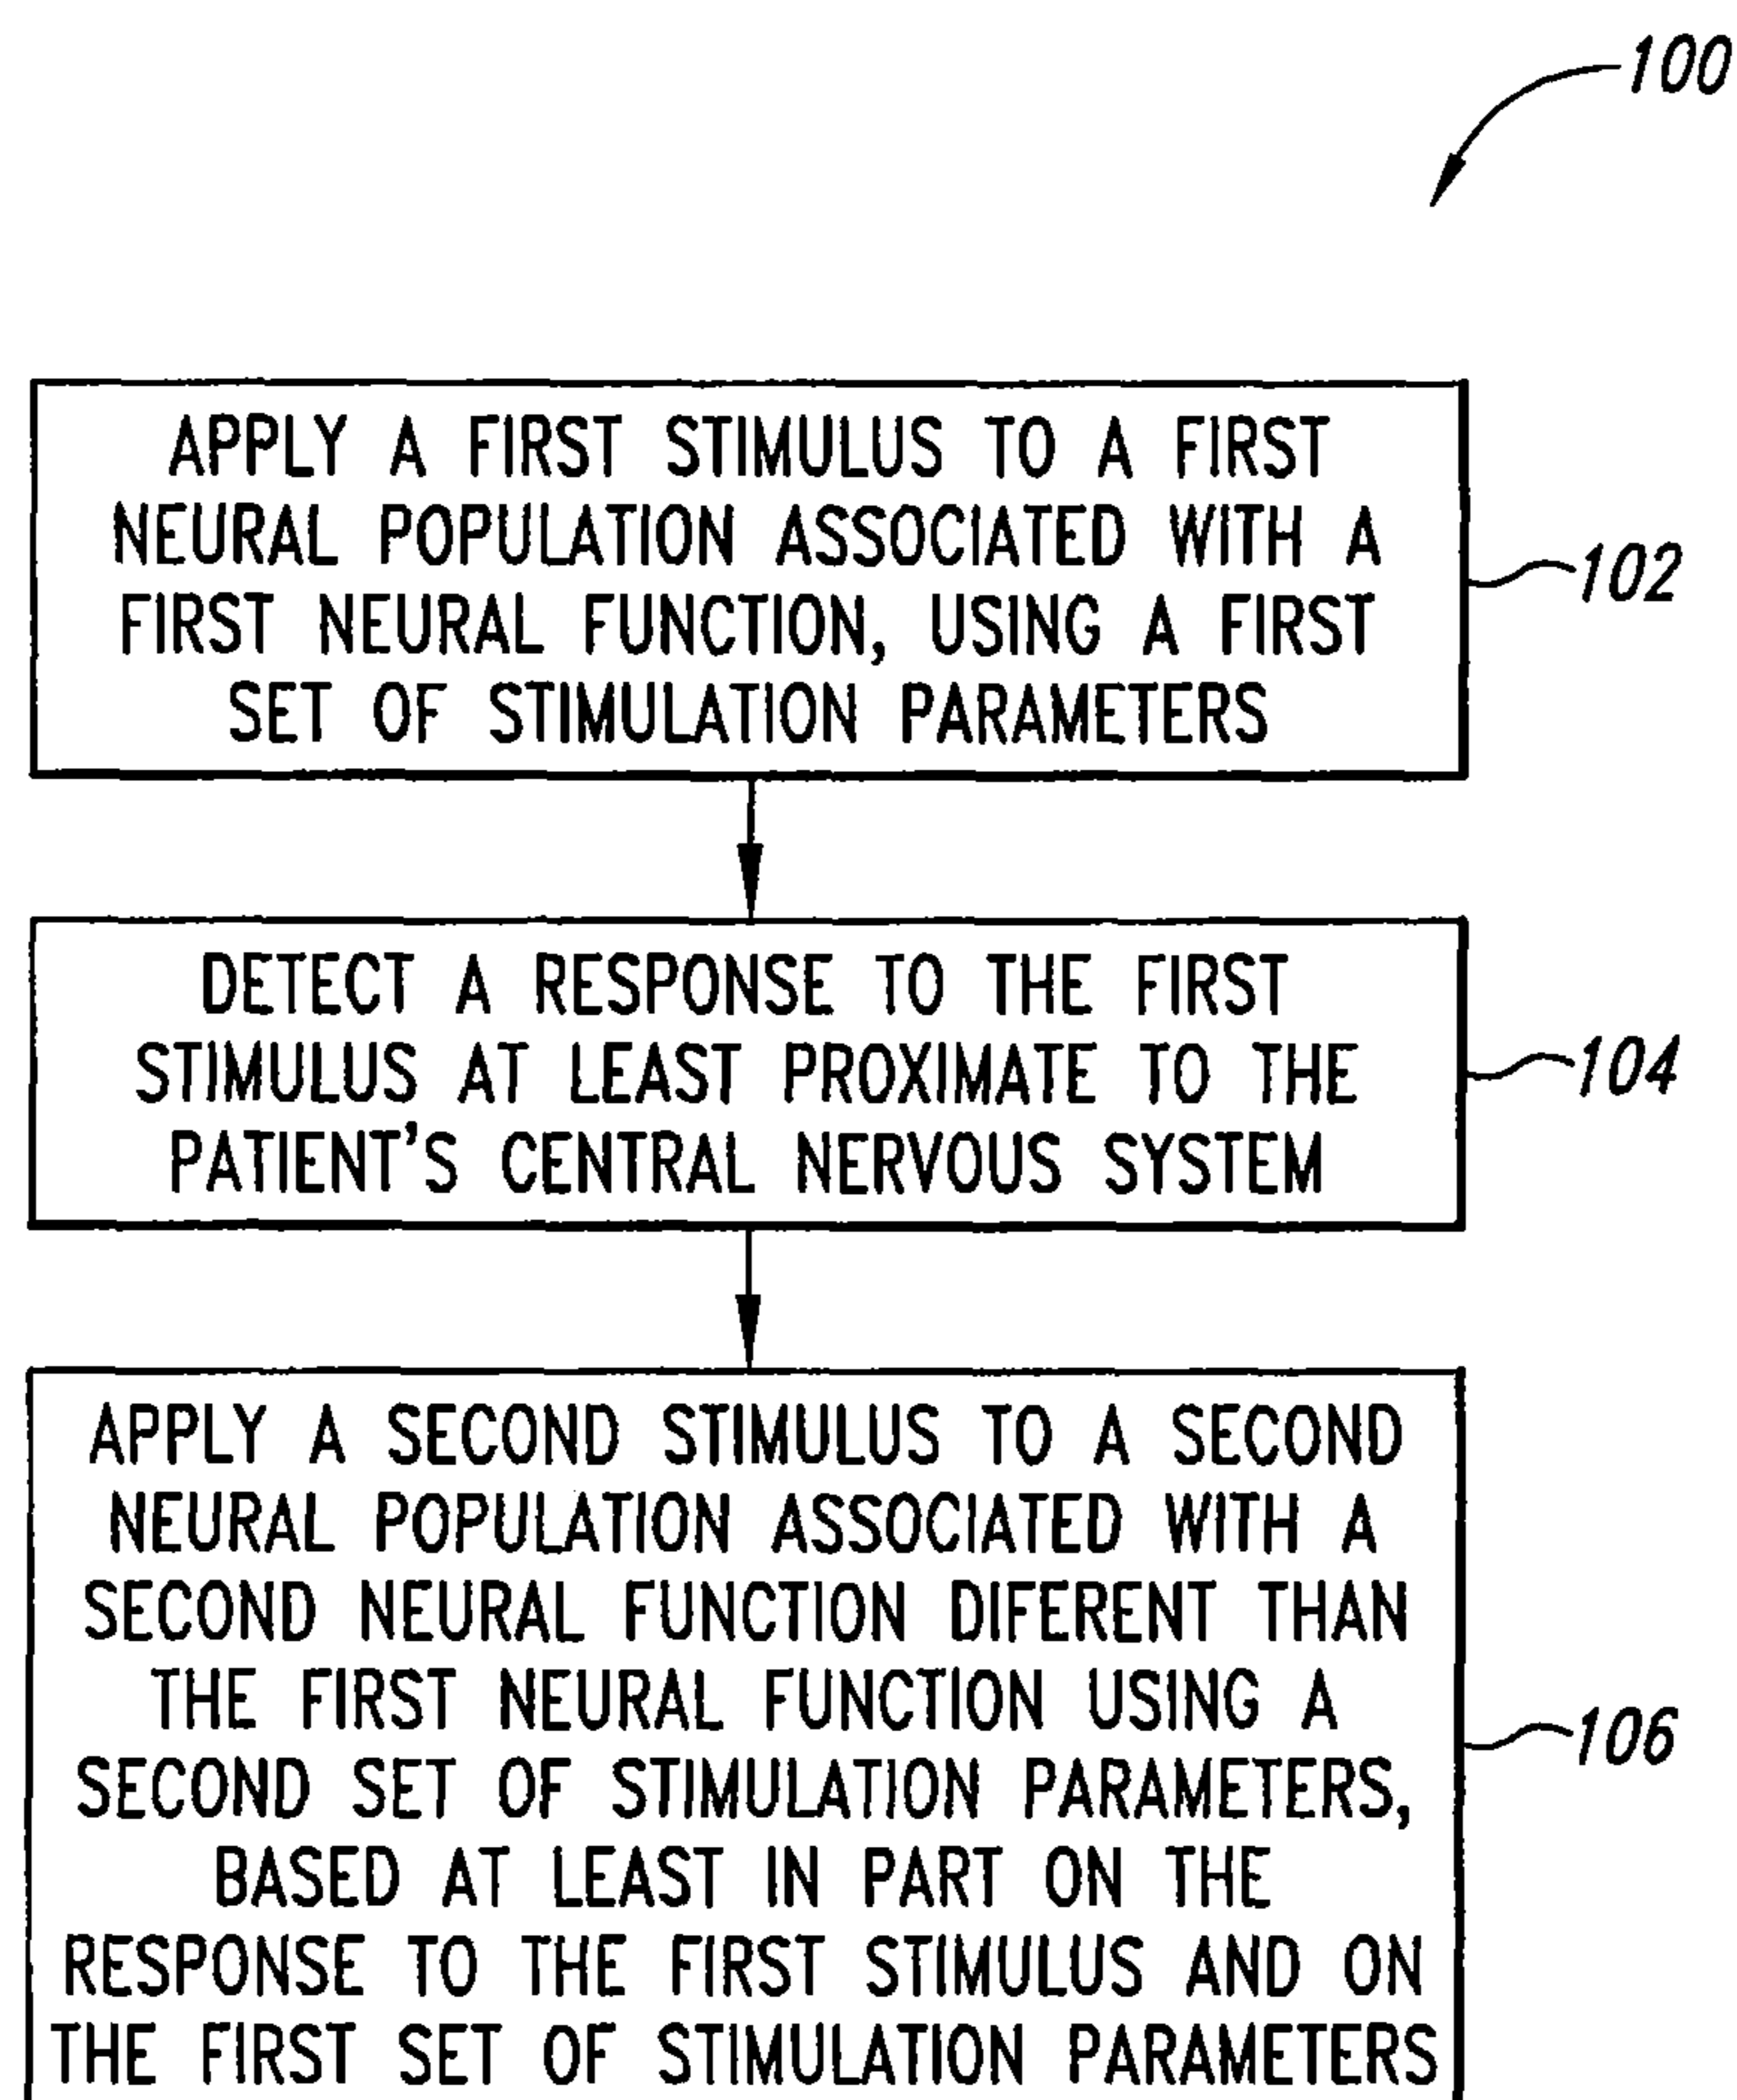 100
APPLY A FIRST STIMULUS TO A FIRST
NEURAL POPULATION ASSOCIATED WITH A
FIRST NEURAL FUNCTION, USING A FIRST
SET OF STIMULATION PARAMETERS
102
DETECT A RESPONSE TO THE FIRST
STIMULUS AT LEAST PROXIMATE TO THE
PATIENT'S CENTRAL NERVOUS SYSTEM
104
APPLY A SECOND STIMULUS TO A SECOND
NEURAL POPULATION ASSOCIATED WITH A
SECOND NEURAL FUNCTION DIFERENT THAN
THE FIRST NEURAL FUNCTION USING A
SECOND SET OF STIMULATION PARAMETERS,
BASED AT LEAST IN PART ON THE
RESPONSE TO THE FIRST STIMULUS AND ON
THE FIRST SET OF STIMULATION PARAMETERS
106